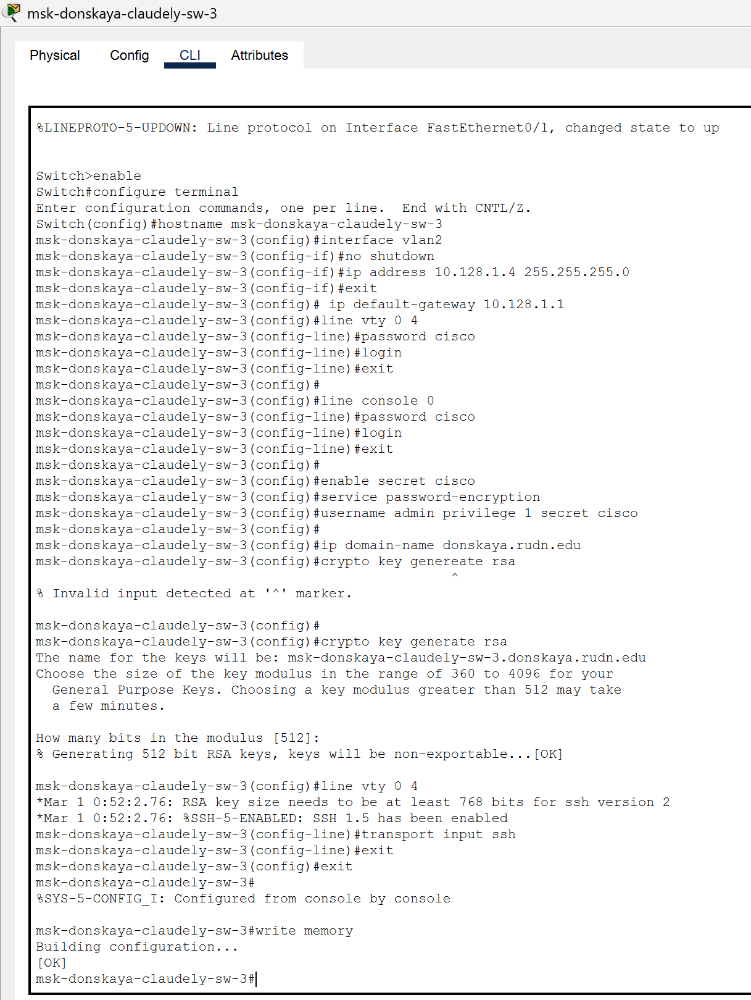 msk-donskaya-claudely-sw-3
Physical Config CLI Attributes
%LINEPROTO-5-UPDOWN: Line protocol on Interface FastEthernet0/1, changed state to up
Switch>enable
Switch#configure terminal
Enter configuration commands, one per line.  End with CNTL/Z.
Switch(config)#hostname msk-donskaya-claudely-sw-3
msk-donskaya-claudely-sw-3(config)#interface vlan2
msk-donskaya-claudely-sw-3(config-if)#no shutdown
msk-donskaya-claudely-sw-3(config-if)#ip address 10.128.1.4 255.255.255.0
msk-donskaya-claudely-sw-3(config-if)#exit
msk-donskaya-claudely-sw-3(config)# ip default-gateway 10.128.1.1
msk-donskaya-claudely-sw-3(config)#line vty 0 4
msk-donskaya-claudely-sw-3(config-line)#password cisco
msk-donskaya-claudely-sw-3(config-line)#login
msk-donskaya-claudely-sw-3(config-line)#exit
msk-donskaya-claudely-sw-3(config)#
msk-donskaya-claudely-sw-3(config)#line console 0
msk-donskaya-claudely-sw-3(config-line)#password cisco
msk-donskaya-claudely-sw-3(config-line)#login
msk-donskaya-claudely-sw-3(config-line)#exit
msk-donskaya-claudely-sw-3(config)#
msk-donskaya-claudely-sw-3(config)#enable secret cisco
msk-donskaya-claudely-sw-3(config)#service password-encryption
msk-donskaya-claudely-sw-3(config)#username admin privilege 1 secret cisco
msk-donskaya-claudely-sw-3(config)#
msk-donskaya-claudely-sw-3(config)#ip domain-name donskaya.rudn.edu
msk-donskaya-claudely-sw-3(config)#crypto key genereate rsa
^
% Invalid input detected at '^' marker.
msk-donskaya-claudely-sw-3(config)#
msk-donskaya-claudely-sw-3(config)#crypto key generate rsa
The name for the keys will be: msk-donskaya-claudely-sw-3.donskaya.rudn.edu
Choose the size of the key modulus in the range of 360 to 4096 for your
General Purpose Keys. Choosing a key modulus greater than 512 may take
a few minutes.
How many bits in the modulus [512]:
% Generating 512 bit RSA keys, keys will be non-exportable...[OK]
msk-donskaya-claudely-sw-3(config)#line vty 0 4
*Mar 1 0:52:2.76: RSA key size needs to be at least 768 bits for ssh version 2
*Mar 1 0:52:2.76: %SSH-5-ENABLED: SSH 1.5 has been enabled
msk-donskaya-claudely-sw-3(config-line)#transport input ssh
msk-donskaya-claudely-sw-3(config-line)#exit
msk-donskaya-claudely-sw-3(config)#exit
msk-donskaya-claudely-sw-3#
%SYS-5-CONFIG_I: Configured from console by console
msk-donskaya-claudely-sw-3#write memory
Building configuration...
[OK]
msk-donskaya-claudely-sw-3#